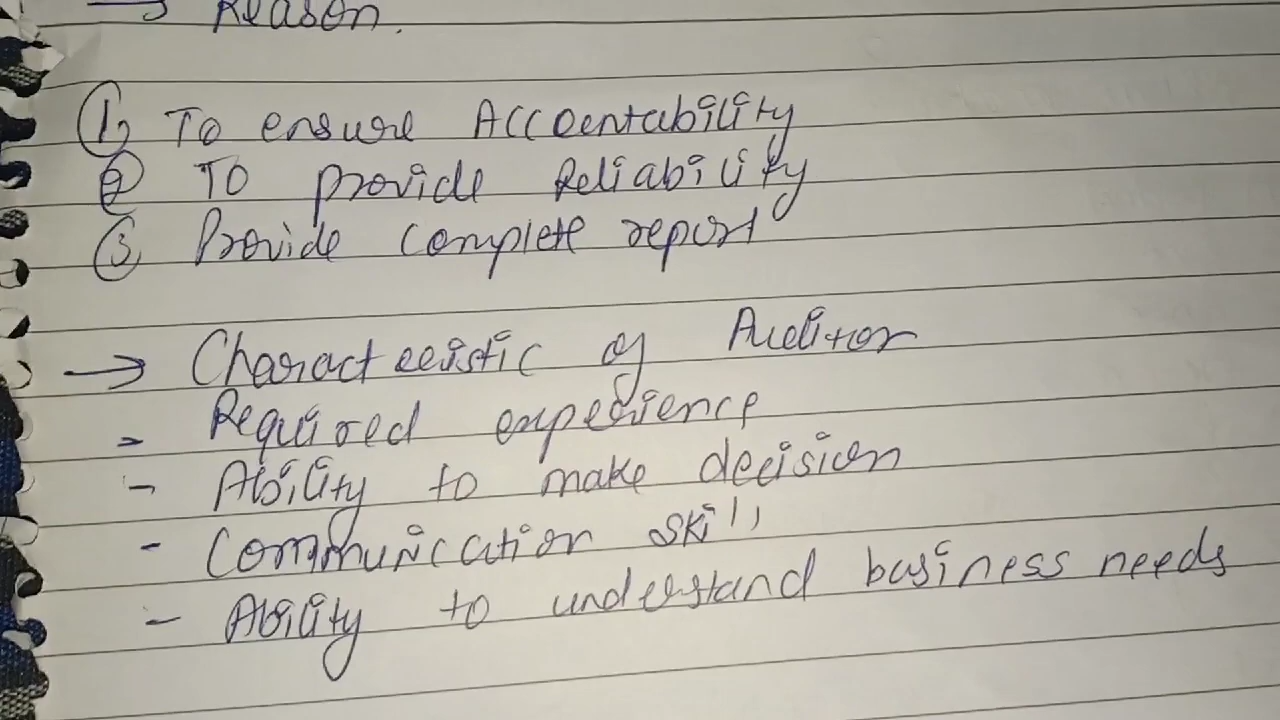 → Reason.
① To ensure Accountability
② To provide Reliability
③ Provide complete report
→ Characteristic of Auditor
- Required experience
- Ability to make decision
- Communication skill
- Ability to understand business needs